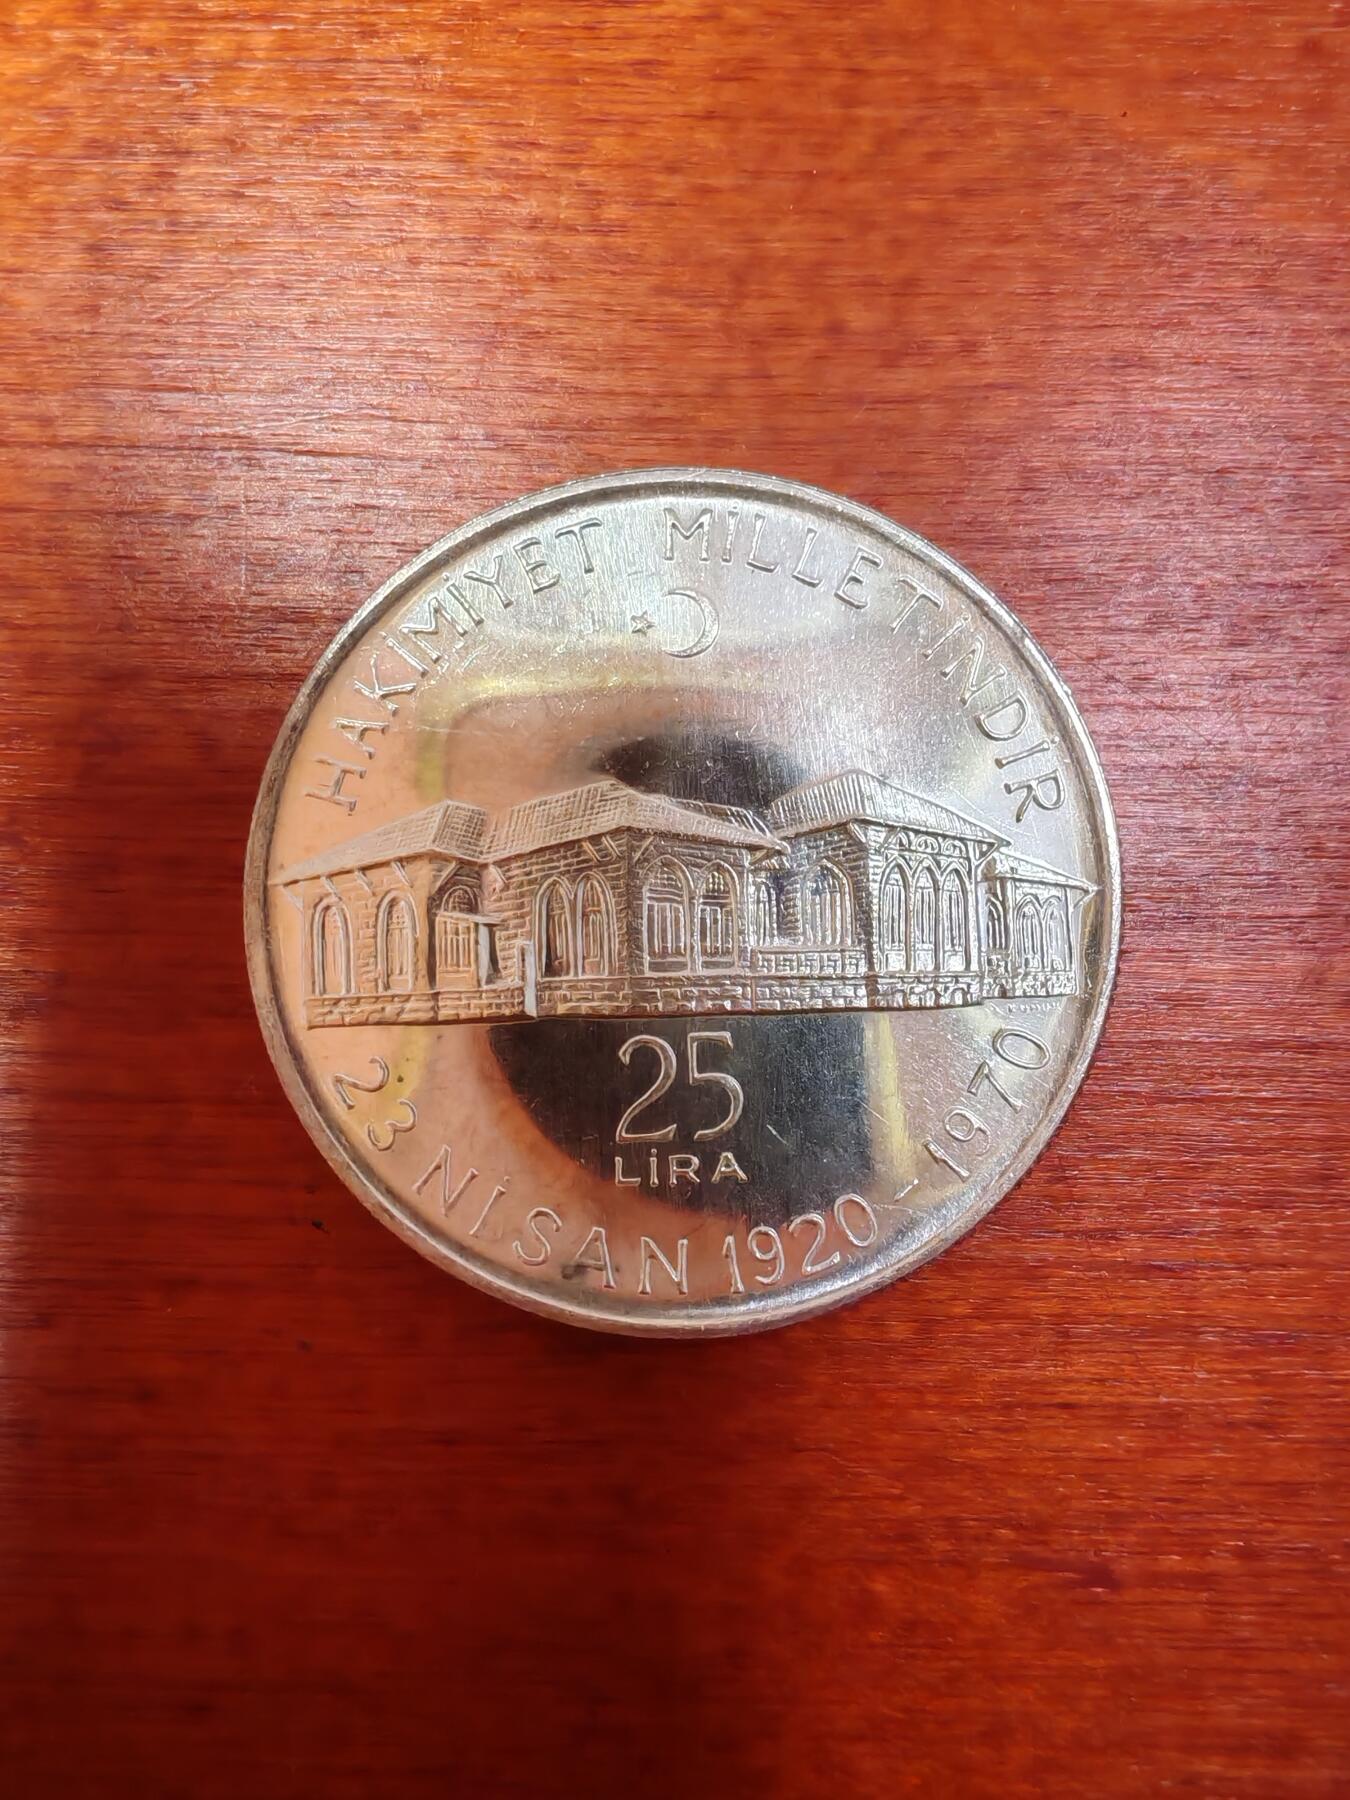 HAKİMİYET MİLLETİNDİR
25
LİRA
23 NİSAN 1920-1970